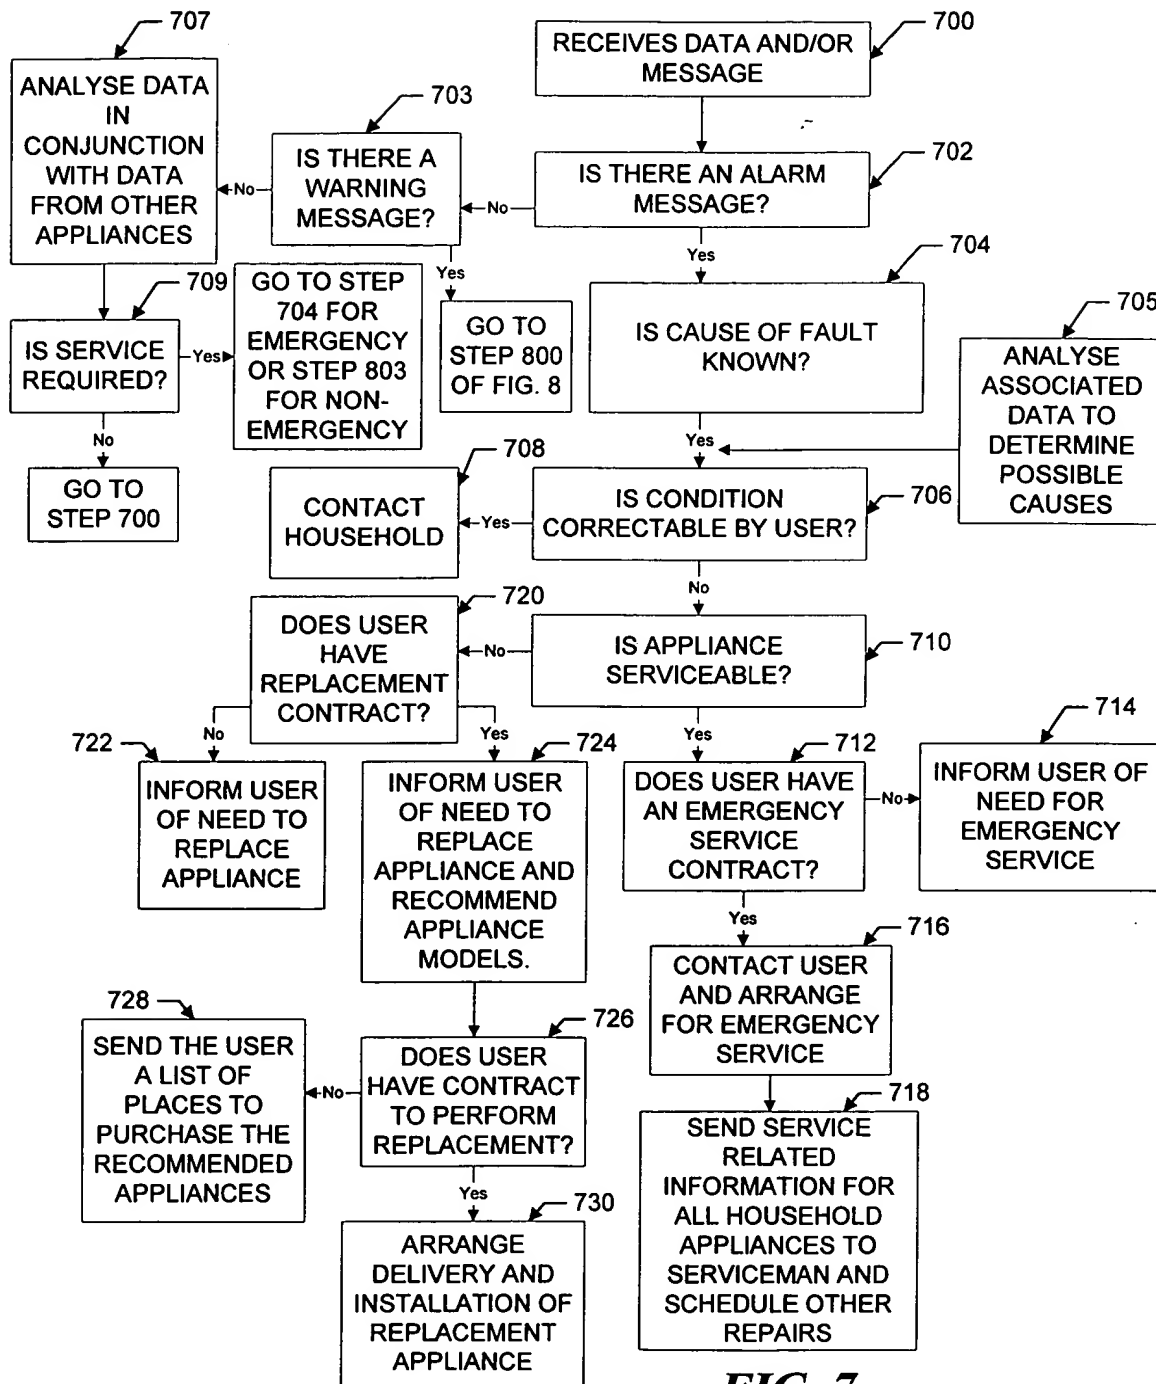 707
ANALYSE DATA
IN
CONJUNCTION
WITH DATA
FROM OTHER
APPLIANCES
700
RECEIVES DATA AND/OR
MESSAGE
703
IS THERE A
WARNING
MESSAGE?
702
IS THERE AN ALARM
MESSAGE?
No
No
Yes
Yes
709
IS SERVICE
REQUIRED?
Yes
GO TO STEP
704 FOR
EMERGENCY
OR STEP 803
FOR NON-
EMERGENCY
GO TO
STEP 800
OF FIG. 8
704
IS CAUSE OF FAULT
KNOWN?
705
ANALYSE
ASSOCIATED
DATA TO
DETERMINE
POSSIBLE
CAUSES
No
GO TO
STEP 700
Yes
708
CONTACT
HOUSEHOLD
Yes
706
IS CONDITION
CORRECTABLE BY USER?
No
720
DOES USER
HAVE
REPLACEMENT
CONTRACT?
No
710
IS APPLIANCE
SERVICEABLE?
No
Yes
Yes
722
INFORM USER
OF NEED TO
REPLACE
APPLIANCE
724
INFORM USER
OF NEED TO
REPLACE
APPLIANCE AND
RECOMMEND
APPLIANCE
MODELS.
712
DOES USER HAVE
AN EMERGENCY
SERVICE
CONTRACT?
No
714
INFORM USER OF
NEED FOR
EMERGENCY
SERVICE
Yes
716
CONTACT USER
AND ARRANGE
FOR EMERGENCY
SERVICE
728
SEND THE USER
A LIST OF
PLACES TO
PURCHASE THE
RECOMMENDED
APPLIANCES
No
726
DOES USER
HAVE CONTRACT
TO PERFORM
REPLACEMENT?
718
SEND SERVICE
RELATED
INFORMATION FOR
ALL HOUSEHOLD
APPLIANCES TO
SERVICEMAN AND
SCHEDULE OTHER
REPAIRS
Yes
730
ARRANGE
DELIVERY AND
INSTALLATION OF
REPLACEMENT
APPLIANCE
FIG. 7